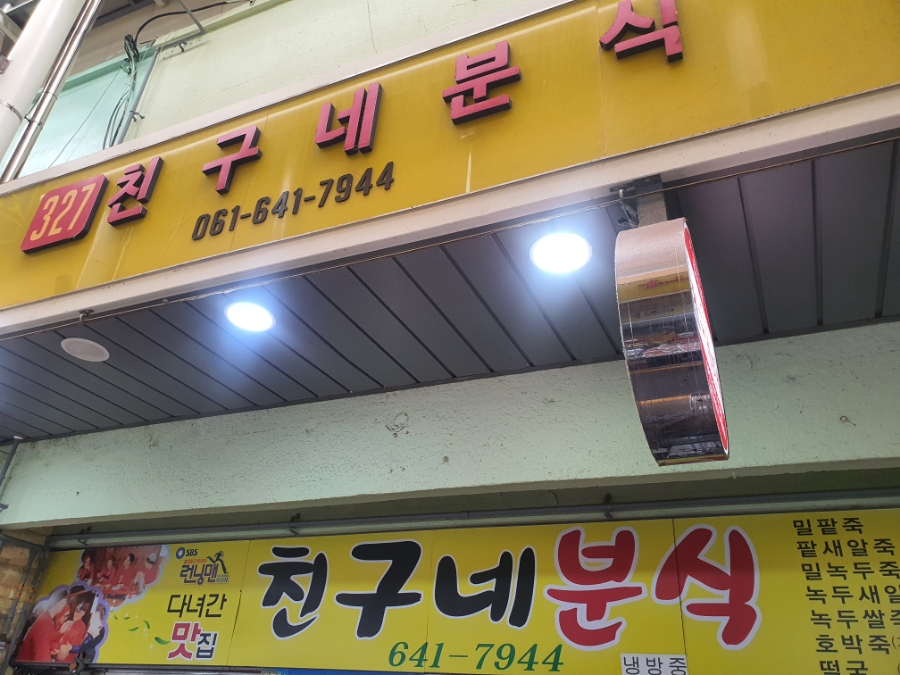 327 친구네분식
061-641-7944
SBS
런닝맨
다녀간
맛집
친구네분식
641-7944
냉방중
밀팥죽
팥새알죽
밀녹두죽
녹두새알
녹두쌀죽
호박죽
떡국